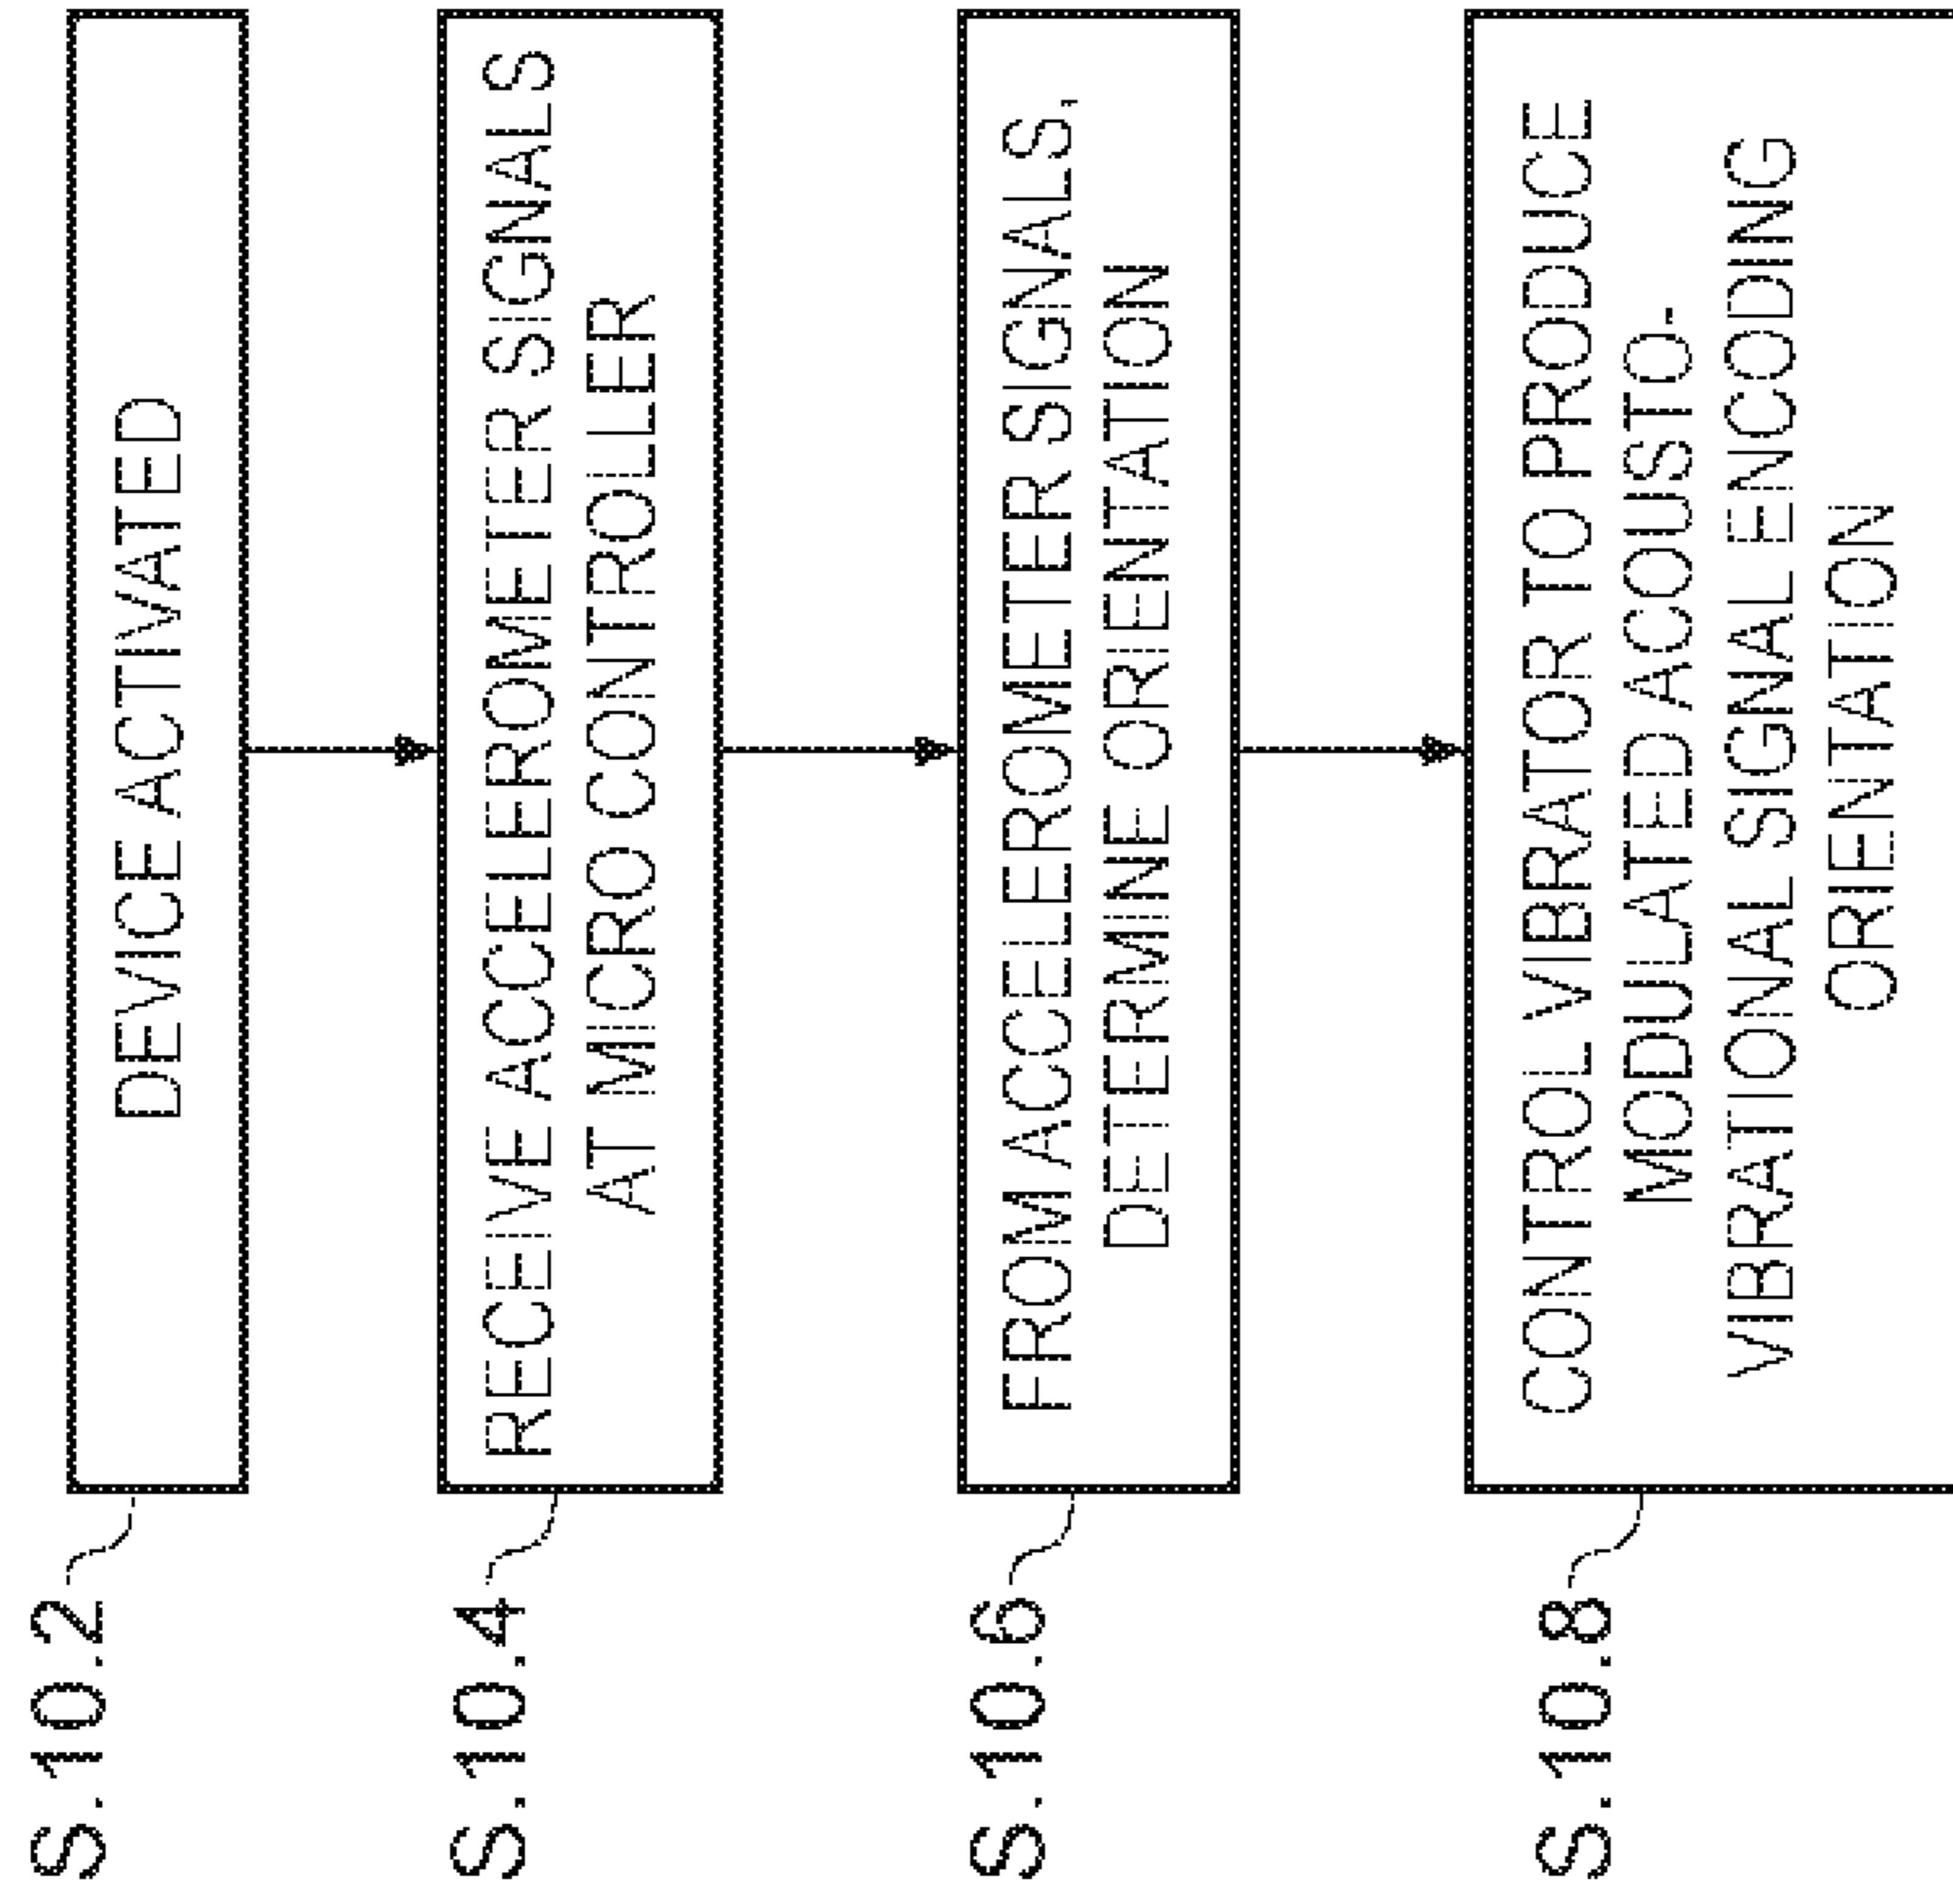 S.10.2
DEVICE ACTIVATED
S.10.4
RECEIVE ACCELEROMETER SIGNALS
AT MICRO CONTROLLER
S.10.6
FROM ACCELEROMETER SIGNALS,
DETERMINE ORIENTATION
S.10.8
CONTROL VIBRATOR TO PRODUCE
MODULATED ACOUSTIO-
VIBRATIONAL SIGNAL ENCODING
ORIENTATION